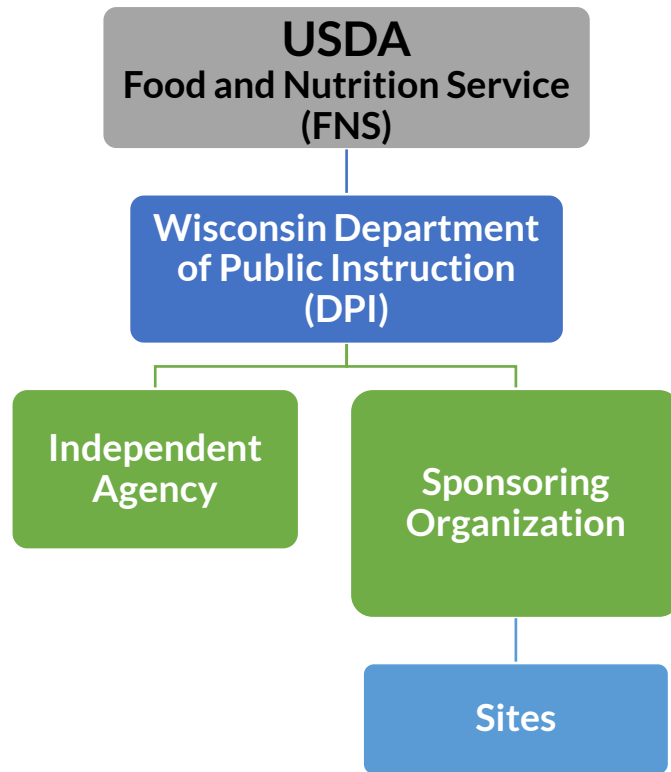 USDA
Food and Nutrition Service
(FNS)
Wisconsin Department
of Public Instruction
(DPI)
Independent
Agency
Sponsoring
Organization
Sites